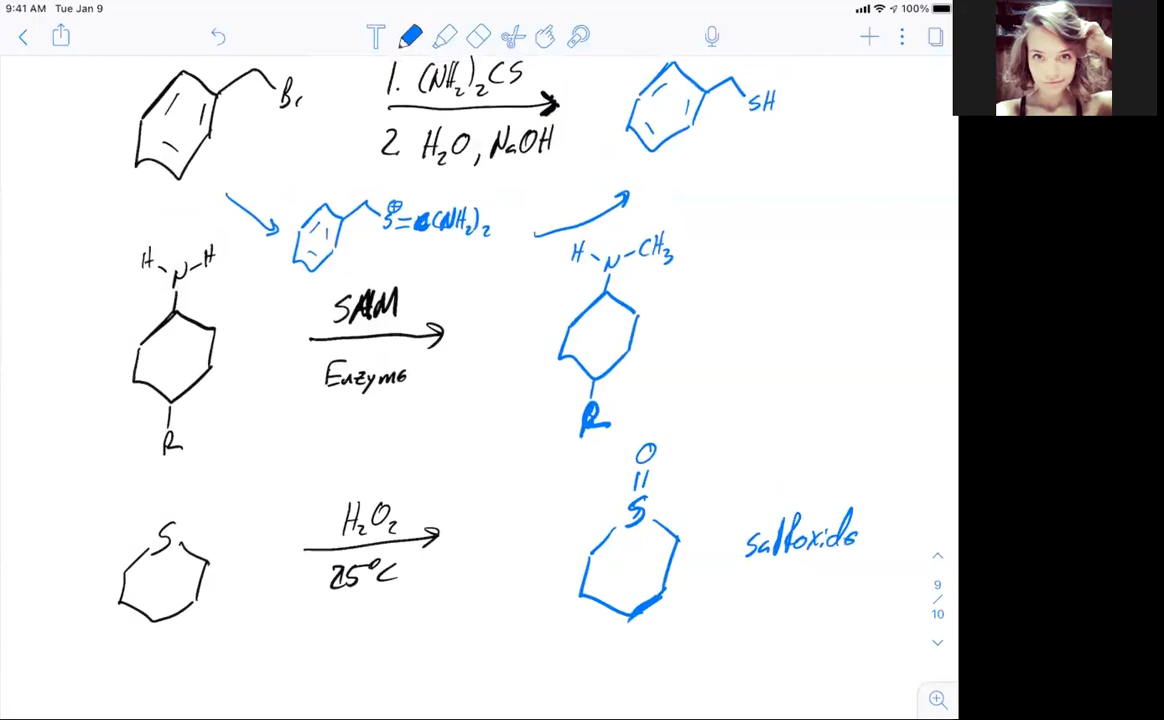 9:41 AM Tue Jan 9
100%
Br
1. (NH₂)₂CS
2. H₂O, NaOH
SH
S⊕=C(NH₂)₂
H N H
SAM
Enzyme
R
H N CH₃
R
S
H₂O₂
25°C
O
S
sulfoxide
9
/
10